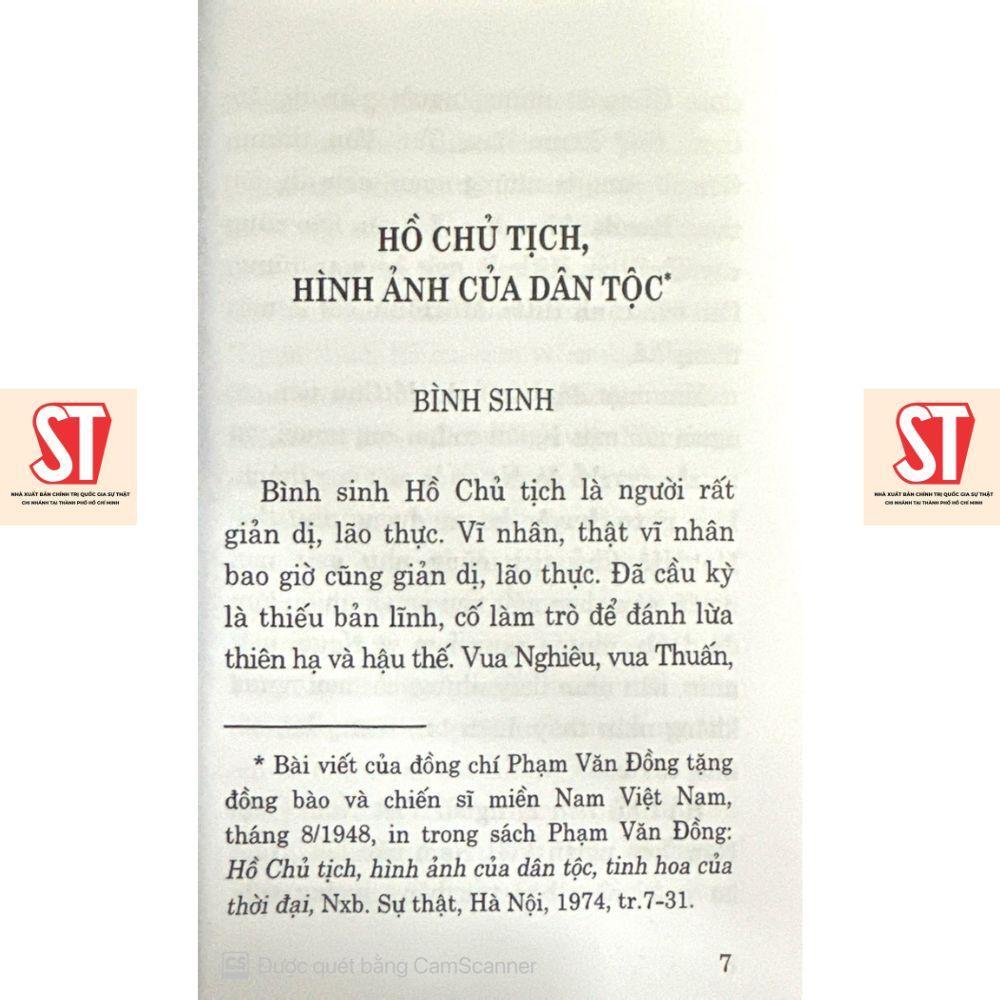 HỒ CHỦ TỊCH,
HÌNH ẢNH CỦA DÂN TỘC*
BÌNH SINH
ST
NHÀ XUẤT BẢN CHÍNH TRỊ QUỐC GIA SỰ THẬT
CHI NHÁNH TẠI THÀNH PHỐ HỒ CHÍ MINH
ST
NHÀ XUẤT BẢN CHÍNH TRỊ QUỐC GIA SỰ THẬT
CHI NHÁNH TẠI THÀNH PHỐ HỒ CHÍ MINH
Bình sinh Hồ Chủ tịch là người rất
giản dị, lão thực. Vĩ nhân, thật vĩ nhân
bao giờ cũng giản dị, lão thực. Đã cầu kỳ
là thiếu bản lĩnh, cố làm trò để đánh lừa
thiên hạ và hậu thế. Vua Nghiêu, vua Thuấn,
* Bài viết của đồng chí Phạm Văn Đồng tặng
đồng bào và chiến sĩ miền Nam Việt Nam,
tháng 8/1948, in trong sách Phạm Văn Đồng:
Hồ Chủ tịch, hình ảnh của dân tộc, tinh hoa của
thời đại, Nxb. Sự thật, Hà Nội, 1974, tr.7-31.
CS Được quét bằng CamScanner
7